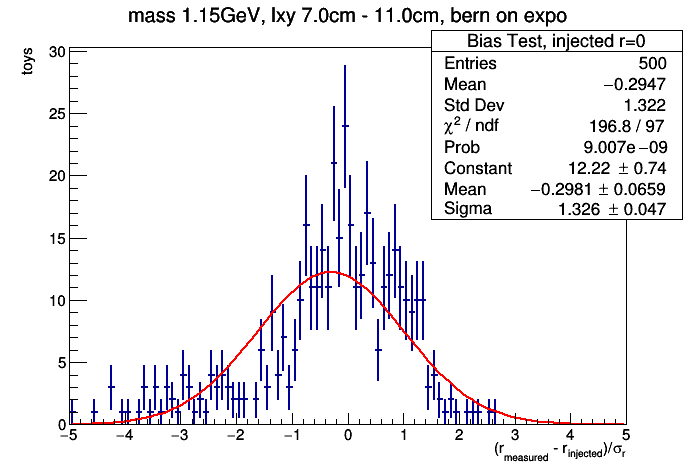 mass 1.15GeV, lxy 7.0cm - 11.0cm, bern on expo
Bias Test, injected r=0
Entries 500
Mean −0.2947
Std Dev 1.322
χ² / ndf 196.8 / 97
Prob 9.007e−09
Constant 12.22 ± 0.74
Mean −0.2981 ± 0.0659
Sigma 1.326 ± 0.047
toys
30
25
20
15
10
5
0
−5 −4 −3 −2 −1 0 1 2 3 4 5
(r_measured - r_injected)/σ_r